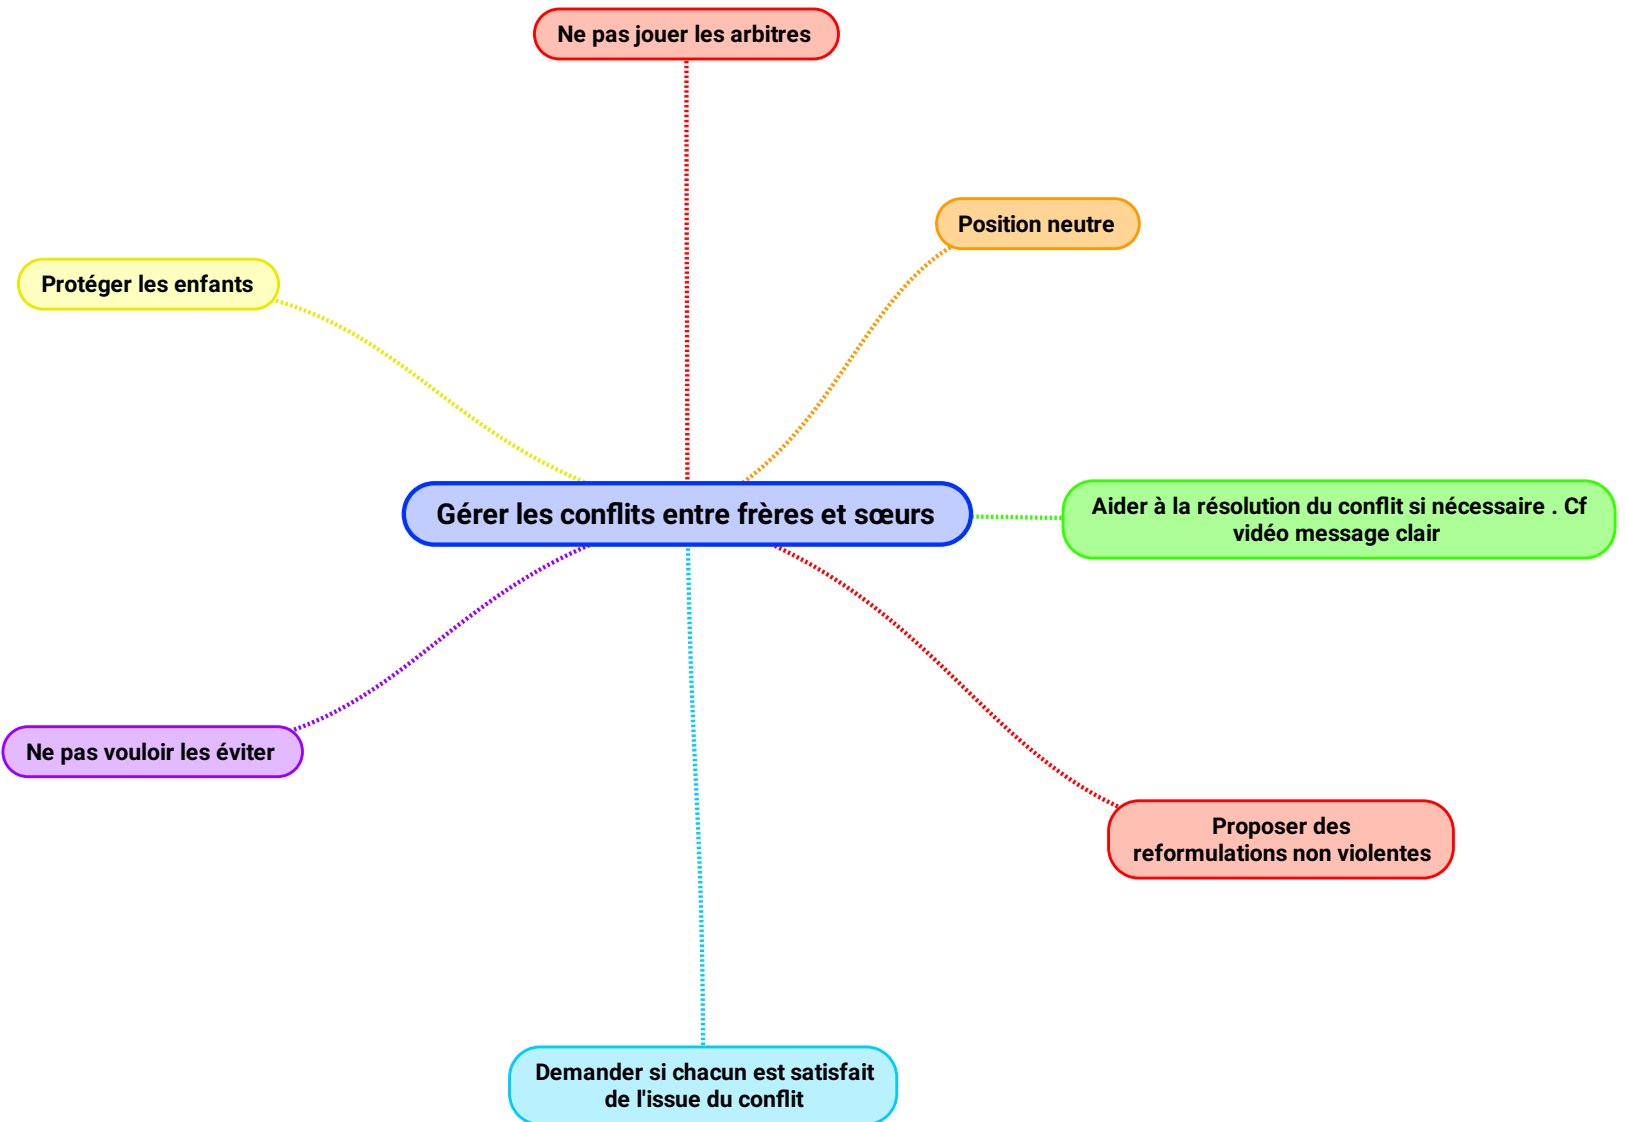 Ne pas jouer les arbitres
Position neutre
Protéger les enfants
Gérer les conflits entre frères et sœurs
Aider à la résolution du conflit si nécessaire . Cf
vidéo message clair
Ne pas vouloir les éviter
Proposer des
reformulations non violentes
Demander si chacun est satisfait
de l'issue du conflit